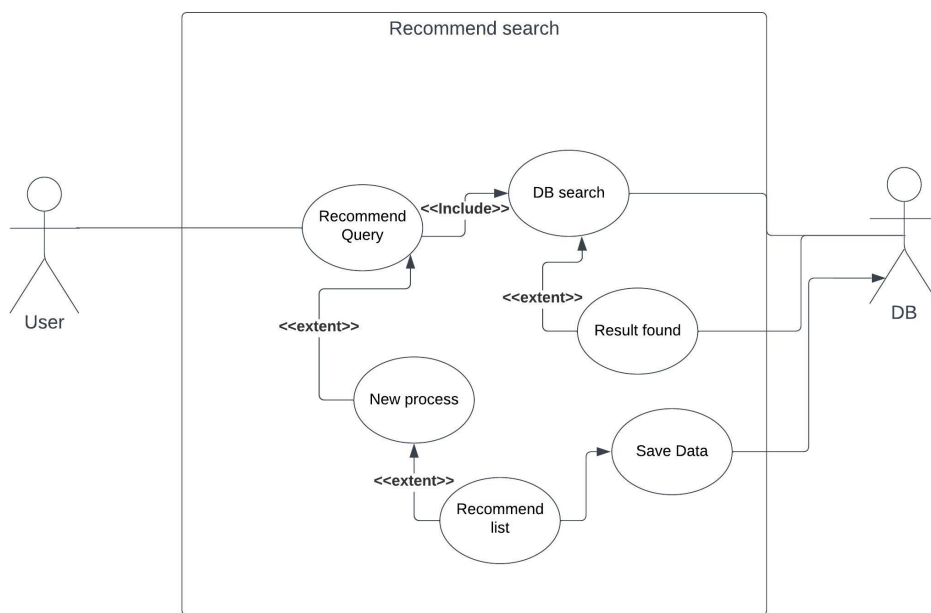 Recommend search
DB search
<<Include>>
Recommend
Query
<<extent>>
User
DB
<<extent>>
Result found
New process
Save Data
<<extent>>
Recommend
list